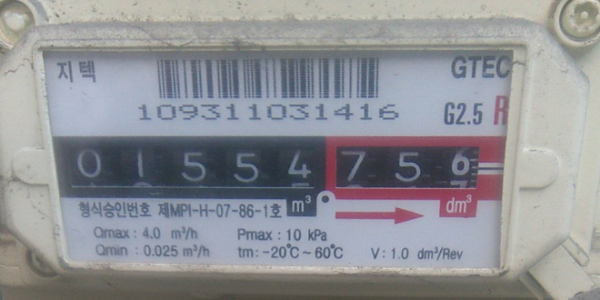 지텍 GTEC
109311031416 G2.5 R
01554 756
형식승인번호 제MPI-H-07-86-1호 m³ dm³
Qmax : 4.0 m³/h Pmax : 10 kPa
Qmin : 0.025 m³/h tm: -20℃~60℃ V: 1.0 dm³/Rev